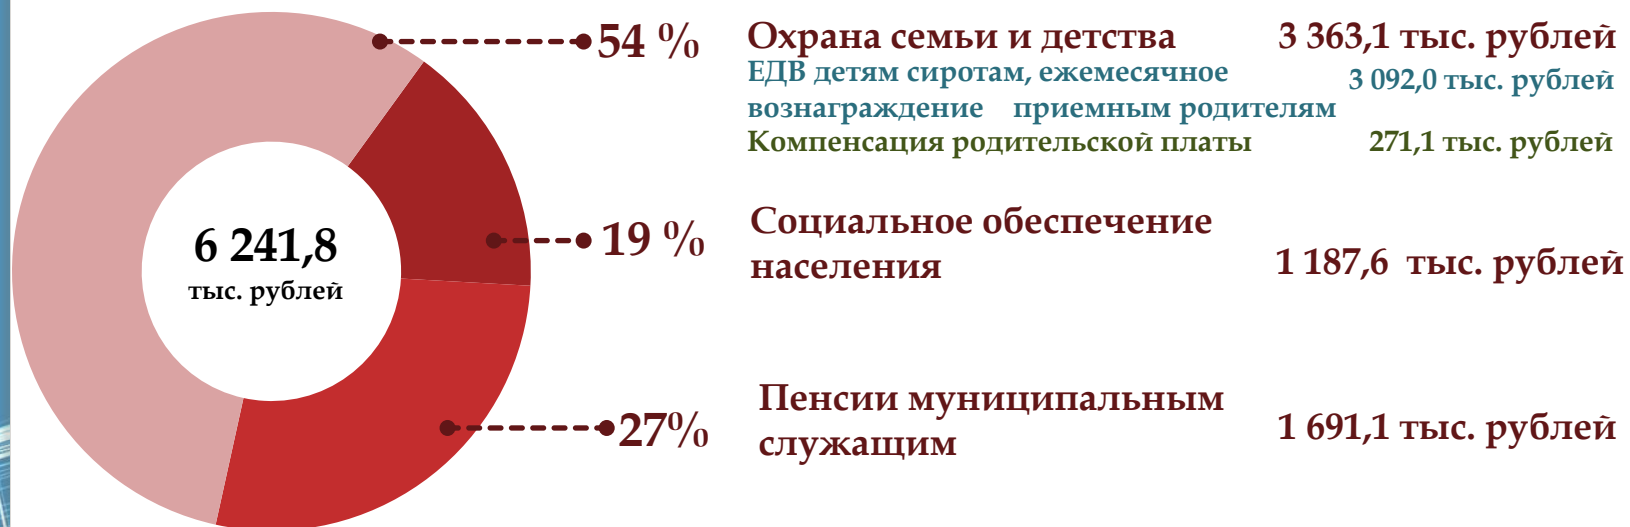 54 %
Охрана семьи и детства 3 363,1 тыс. рублей
ЕДВ детям сиротам, ежемесячное
вознаграждение приемным родителям 3 092,0 тыс. рублей
Компенсация родительской платы 271,1 тыс. рублей
6 241,8
тыс. рублей
19 %
Социальное обеспечение
населения
1 187,6 тыс. рублей
27%
Пенсии муниципальным
служащим
1 691,1 тыс. рублей